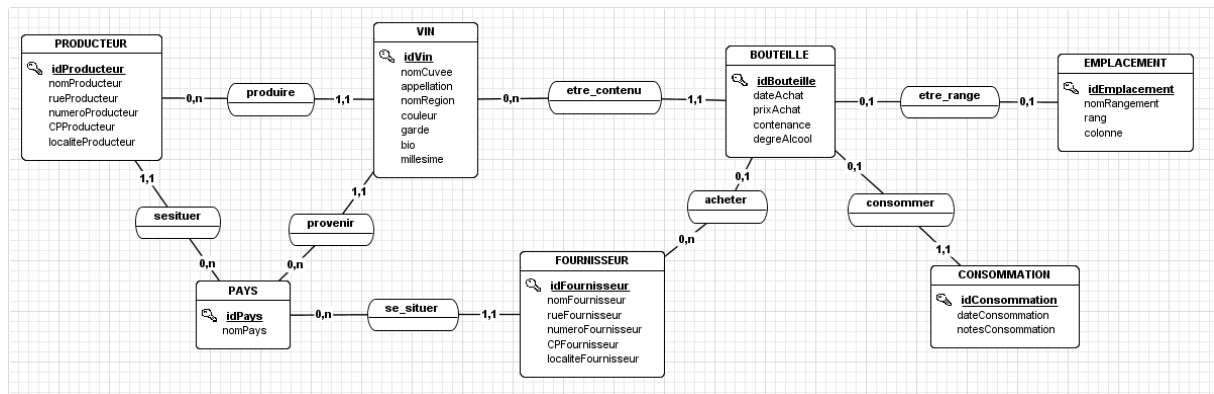 PRODUCTEUR
idProducteur
nomProducteur
rueProducteur
numeroProducteur
CPProducteur
localiteProducteur
0,n
produire
1,1
VIN
idVin
nomCuvee
appellation
nomRegion
couleur
garde
bio
millesime
0,n
etre_contenu
1,1
BOUTEILLE
idBouteille
dateAchat
prixAchat
contenance
degreAlcool
0,1
etre_range
0,1
EMPLACEMENT
idEmplacement
nomRangement
rang
colonne
1,1
sesituer
0,n
1,1
provenir
0,n
0,1
acheter
0,n
0,1
consommer
1,1
PAYS
idPays
nomPays
0,n
se_situer
1,1
FOURNISSEUR
idFournisseur
nomFournisseur
rueFournisseur
numeroFournisseur
CPFournisseur
localiteFournisseur
CONSOMMATION
idConsommation
dateConsommation
notesConsommation